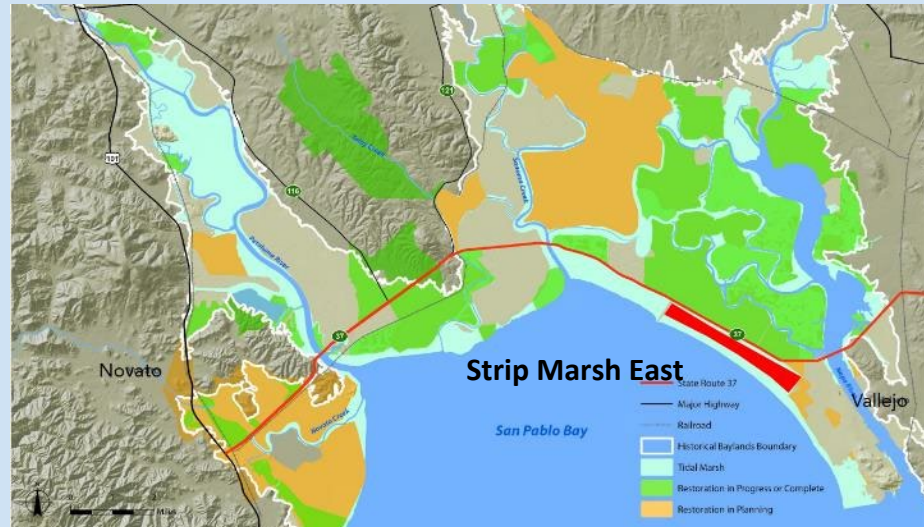 121
101
116
Petaluma River
Sonoma Creek
37
37
Novato
Strip Marsh East
Vallejo
Novato Creek
San Pablo Bay
State Route 37
Major Highway
Railroad
Historical Baylands Boundary
Tidal Marsh
Restoration in Progress or Complete
Restoration in Planning
Miles